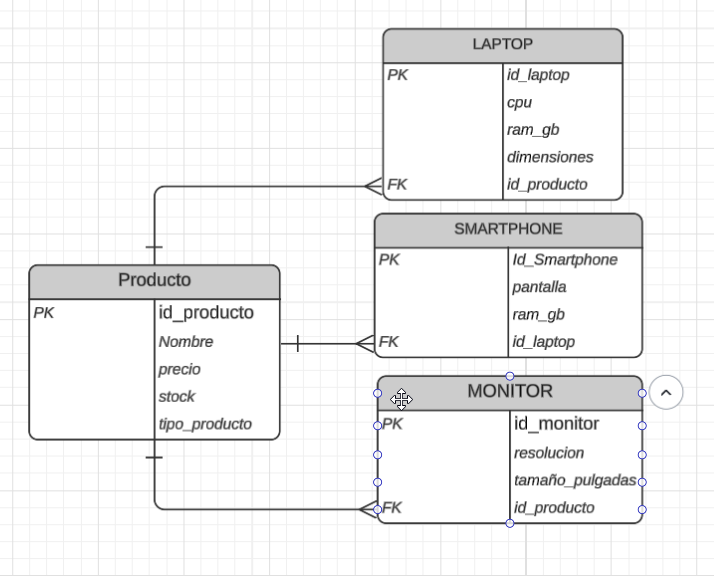 LAPTOP
PK id_laptop
cpu
ram_gb
dimensiones
FK id_producto
SMARTPHONE
PK Id_Smartphone
pantalla
ram_gb
FK id_laptop
Producto
PK id_producto
Nombre
precio
stock
tipo_producto
MONITOR
PK id_monitor
resolucion
tamaño_pulgadas
FK id_producto